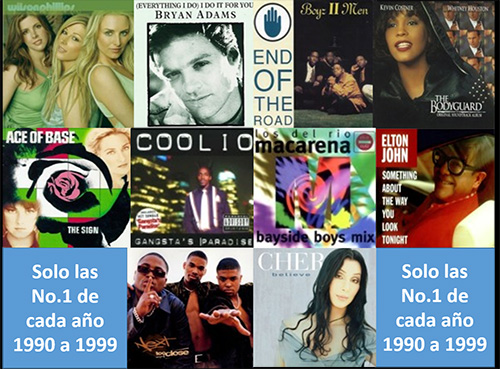 wilsonphillips
(EVERYTHING I DO) I DO IT FOR YOU
BRYAN ADAMS
END
OF
THE
ROAD
Boyz II Men
KEVIN COSTNER
WHITNEY HOUSTON
THE
BODYGUARD
ORIGINAL SOUNDTRACK ALBUM
ACE OF BASE
THE SIGN
COOLIO
PARENTAL
ADVISORY
GANGSTA'S PARADISE
los del rio
macarena
bayside boys mix
ELTON
JOHN
SOMETHING
ABOUT
THE WAY
YOU
LOOK
TONIGHT
Solo las
No.1 de
cada año
1990 a 1999
Next
too close
CHER
believe
Solo las
No.1 de
cada año
1990 a 1999